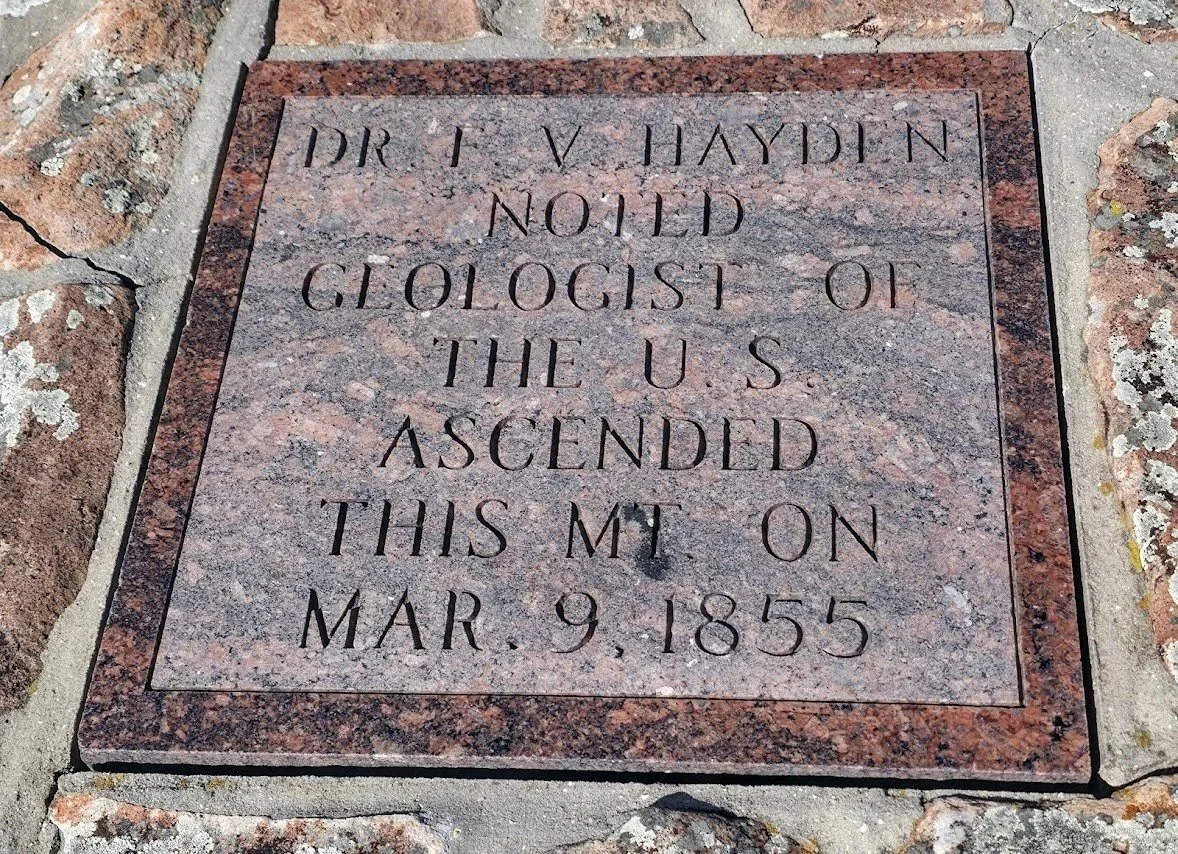 DR. F. V. HAYDEN
NOTED
GEOLOGIST OF
THE U. S.
ASCENDED
THIS MT. ON
MAR. 9, 1855